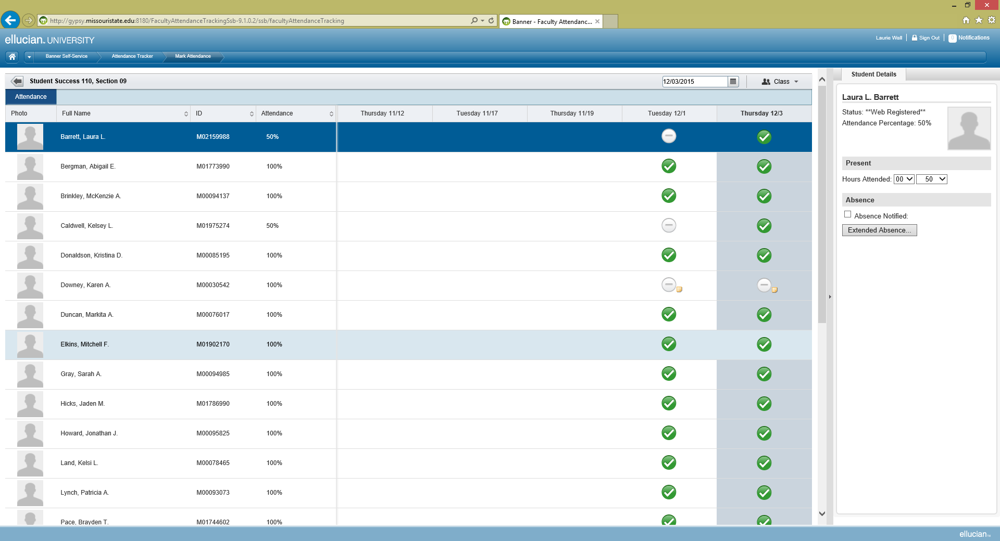 http://gypsy.missouristate.edu:8180/FacultyAttendanceTrackingSsb-9.1.0.2/ssb/facultyAttendanceTracking
Banner - Faculty Attendanc...
ellucian™ UNIVERSITY
Laurie Wall Sign Out 0 Notifications
Banner Self-Service Attendance Tracker Mark Attendance
Student Success 110, Section 09 12/03/2015 Class
Attendance
Photo Full Name ID Attendance Thursday 11/12 Tuesday 11/17 Thursday 11/19 Tuesday 12/1 Thursday 12/3
Barrett, Laura L. M02159988 50%
Bergman, Abigail E. M01773990 100%
Brinkley, McKenzie A. M00094137 100%
Caldwell, Kelsey L. M01975274 50%
Donaldson, Kristina D. M00085195 100%
Downey, Karen A. M00030542 100%
Duncan, Markita A. M00076017 100%
Elkins, Mitchell F. M01902170 100%
Gray, Sarah A. M00094985 100%
Hicks, Jaden M. M01786990 100%
Howard, Jonathan J. M00095825 100%
Land, Kelsi L. M00078465 100%
Lynch, Patricia A. M00093073 100%
Pace, Brayden T. M01744602 100%
Student Details
Laura L. Barrett
Status: **Web Registered**
Attendance Percentage: 50%
Present
Hours Attended: 00 50
Absence
Absence Notified:
Extended Absence...
ellucian™